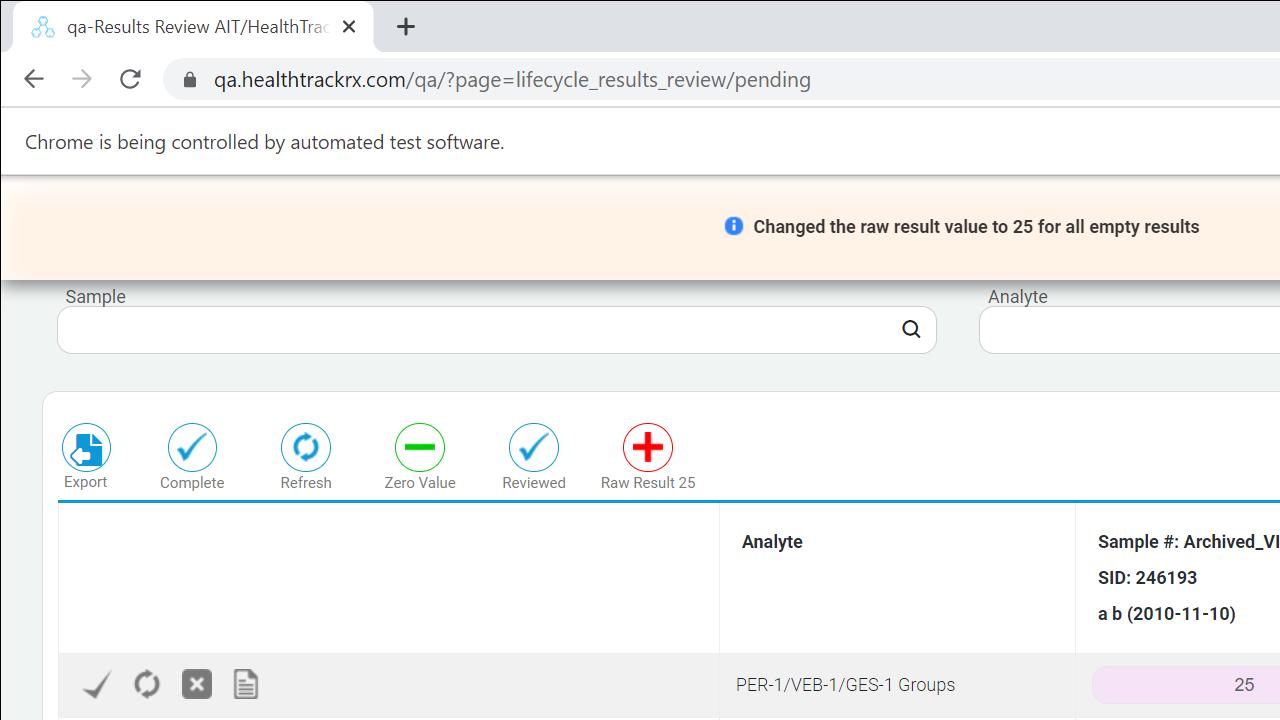 qa-Results Review AIT/HealthTrac
qa.healthtrackrx.com/qa/?page=lifecycle_results_review/pending
Chrome is being controlled by automated test software.
Changed the raw result value to 25 for all empty results
Sample Analyte
Export Complete Refresh Zero Value Reviewed Raw Result 25
Analyte Sample #: Archived_VI
SID: 246193
a b (2010-11-10)
PER-1/VEB-1/GES-1 Groups 25